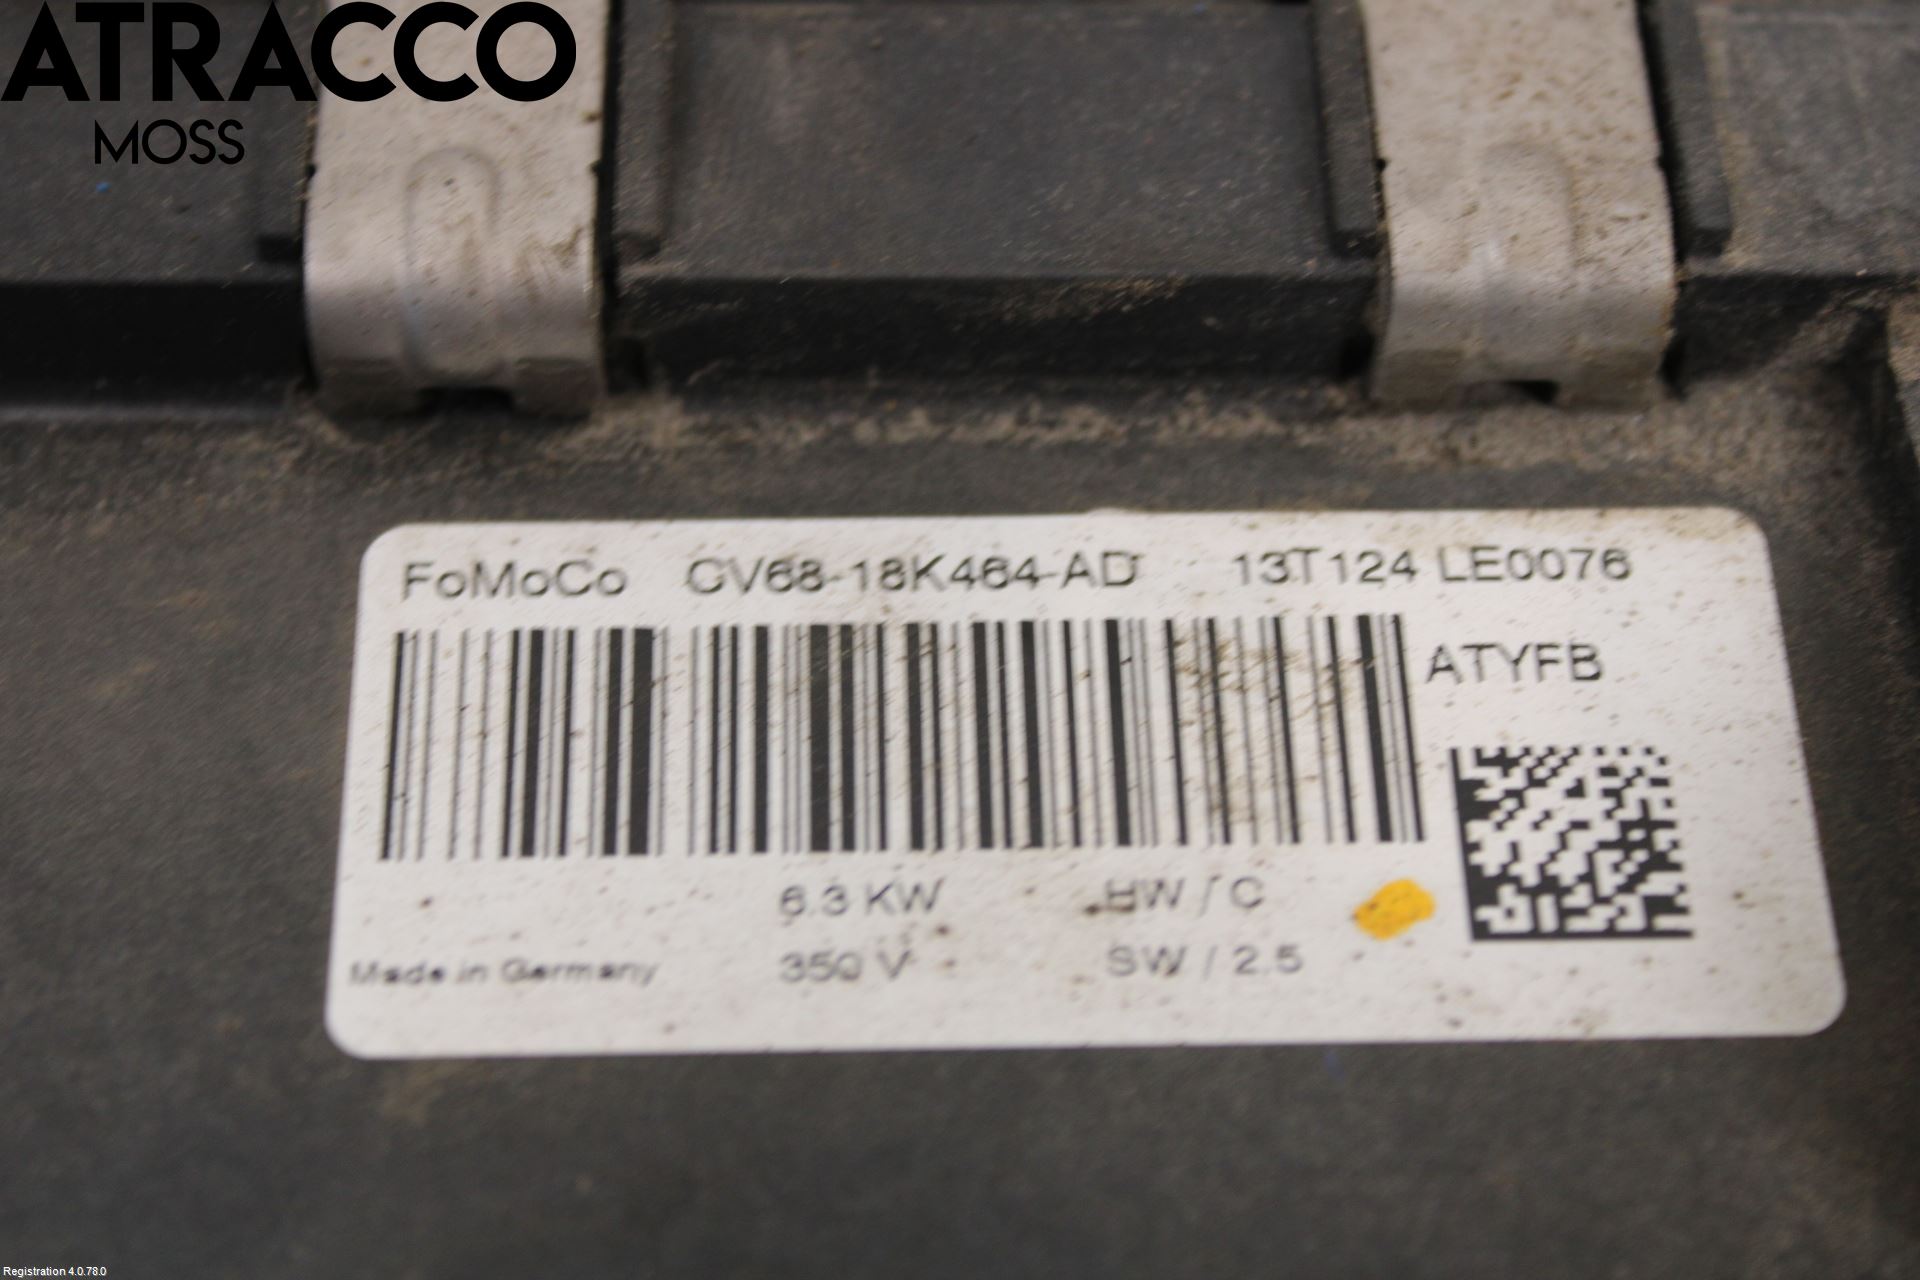 ATRACCO
MOSS
FoMoCo CV68-18K464-AD 13T124 LE0076
ATYFB
6.3 KW HW / C
Made in Germany 350 V SW / 2.5
Registration 4.0.78.0